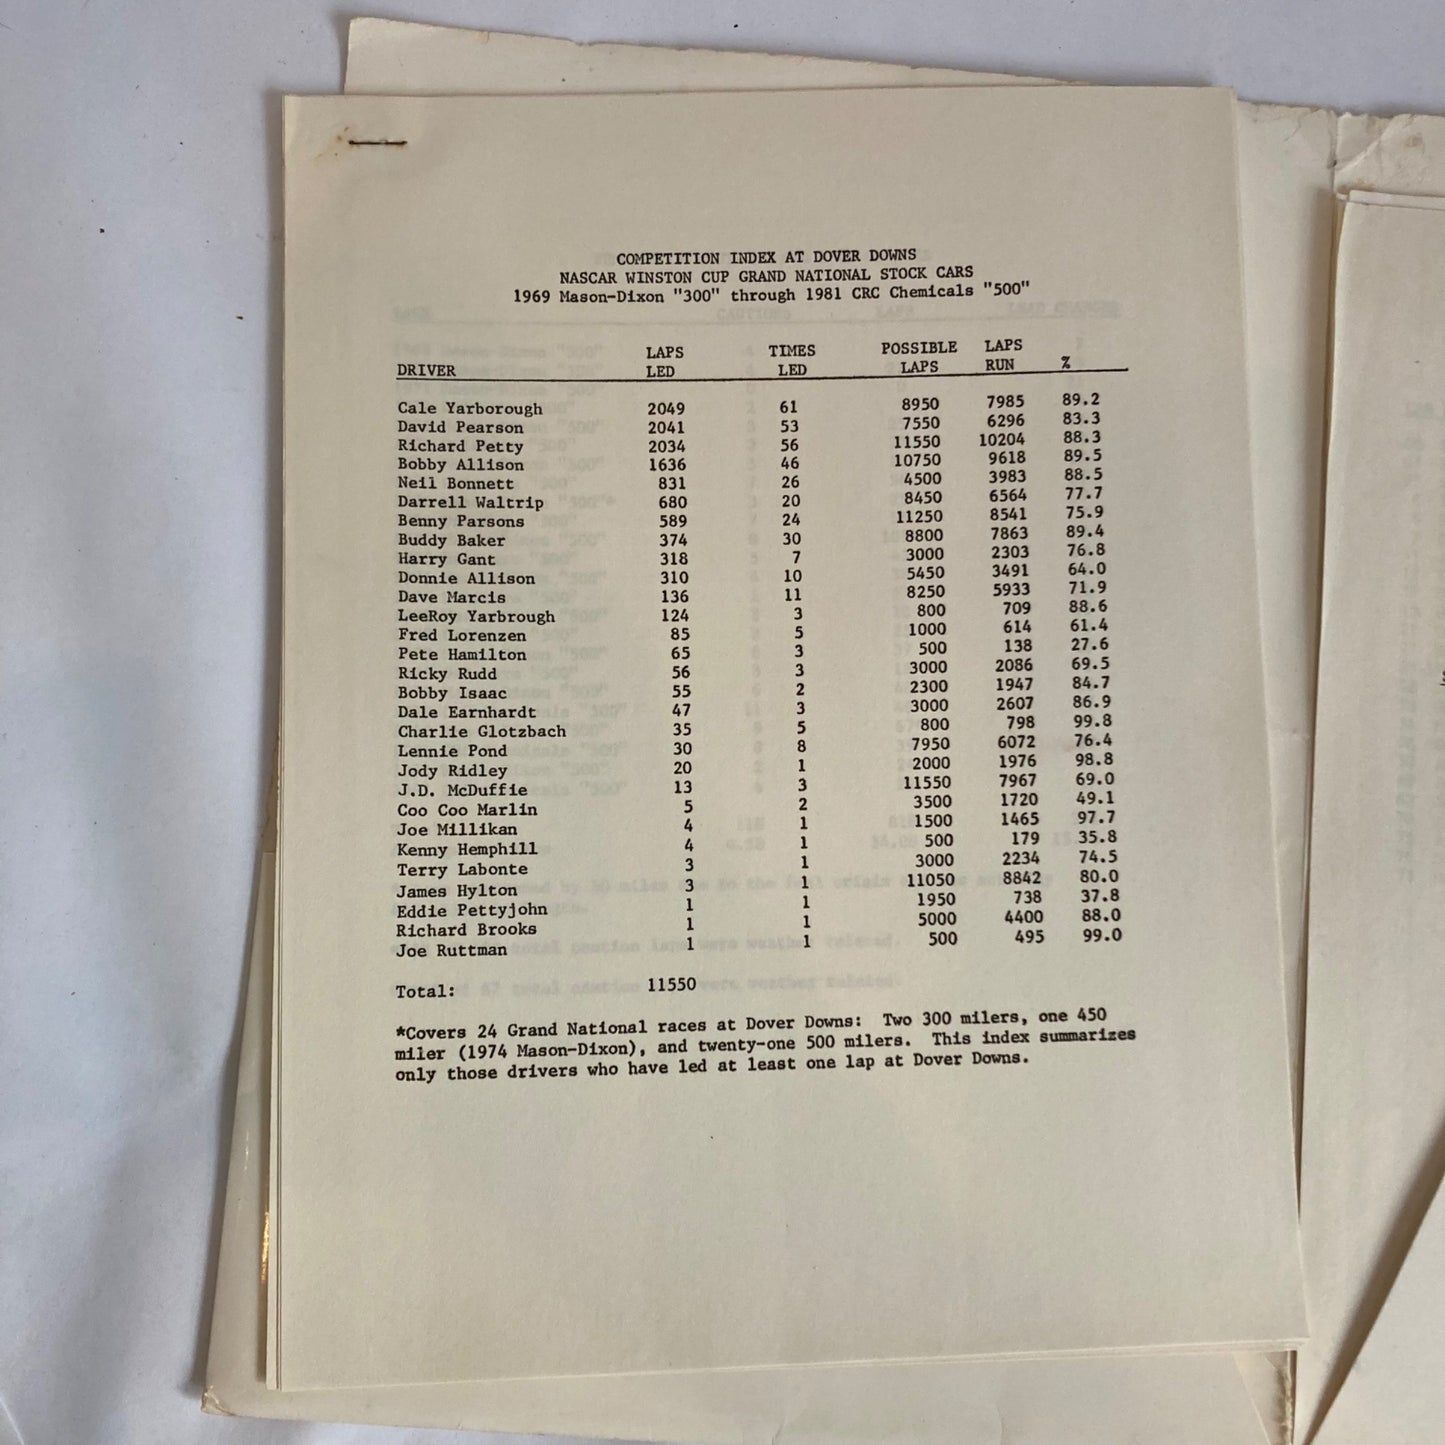 COMPETITION INDEX AT DOVER DOWNS
NASCAR WINSTON CUP GRAND NATIONAL STOCK CARS
1969 Mason-Dixon "300" through 1981 CRC Chemicals "500"
LAPS TIMES POSSIBLE LAPS
DRIVER LED LED LAPS RUN %
Cale Yarborough 2049 61 8950 7985 89.2
David Pearson 2041 53 7550 6296 83.3
Richard Petty 2034 56 11550 10204 88.3
Bobby Allison 1636 46 10750 9618 89.5
Neil Bonnett 831 26 4500 3983 88.5
Darrell Waltrip 680 20 8450 6564 77.7
Benny Parsons 589 24 11250 8541 75.9
Buddy Baker 374 30 8800 7863 89.4
Harry Gant 318 7 3000 2303 76.8
Donnie Allison 310 10 5450 3491 64.0
Dave Marcis 136 11 8250 5933 71.9
LeeRoy Yarbrough 124 3 800 709 88.6
Fred Lorenzen 85 5 1000 614 61.4
Pete Hamilton 65 3 500 138 27.6
Ricky Rudd 56 3 3000 2086 69.5
Bobby Isaac 55 2 2300 1947 84.7
Dale Earnhardt 47 3 3000 2607 86.9
Charlie Glotzbach 35 5 800 798 99.8
Lennie Pond 30 8 7950 6072 76.4
Jody Ridley 20 1 2000 1976 98.8
J.D. McDuffie 13 3 11550 7967 69.0
Coo Coo Marlin 5 2 3500 1720 49.1
Joe Millikan 4 1 1500 1465 97.7
Kenny Hemphill 4 1 500 179 35.8
Terry Labonte 3 1 3000 2234 74.5
James Hylton 3 1 11050 8842 80.0
Eddie Pettyjohn 1 1 1950 738 37.8
Richard Brooks 1 1 5000 4400 88.0
Joe Ruttman 1 1 500 495 99.0
Total: 11550
*Covers 24 Grand National races at Dover Downs: Two 300 milers, one 450
miler (1974 Mason-Dixon), and twenty-one 500 milers. This index summarizes
only those drivers who have led at least one lap at Dover Downs.